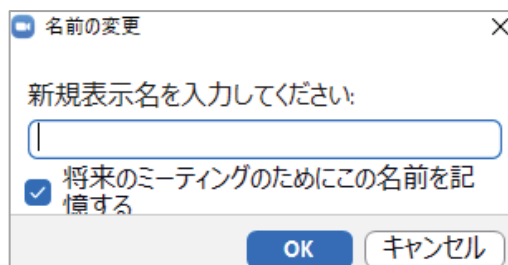 名前の変更
新規表示名を入力してください:
将来のミーティングのためにこの名前を記
憶する
OK
キャンセル